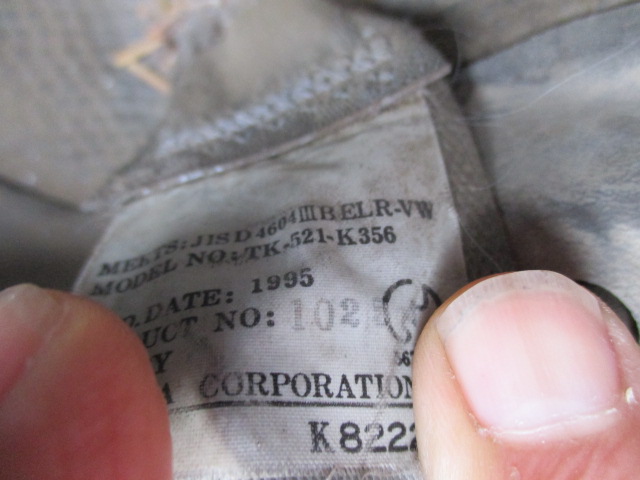 MEETS: JIS D 4604 III BELR-VW
MODEL NO.: TK-521-K356
D. DATE: 1995
UCT NO: 102
Y
A CORPORATION
K8222